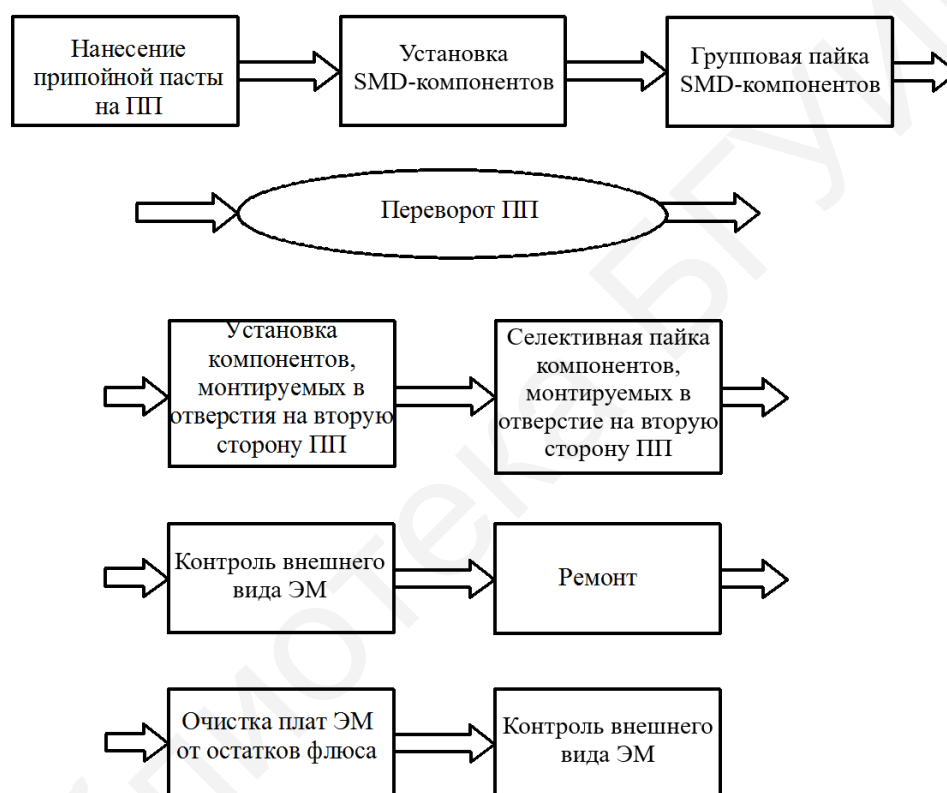 Нанесение
припойной пасты
на ПП
Установка
SMD-компонентов
Групповая пайка
SMD-компонентов
Переворот ПП
Установка
компонентов,
монтируемых в
отверстия на вторую
сторону ПП
Селективная пайка
компонентов,
монтируемых в
отверстие на вторую
сторону ПП
Контроль внешнего
вида ЭМ
Ремонт
Очистка плат ЭМ
от остатков флюса
Контроль внешнего
вида ЭМ